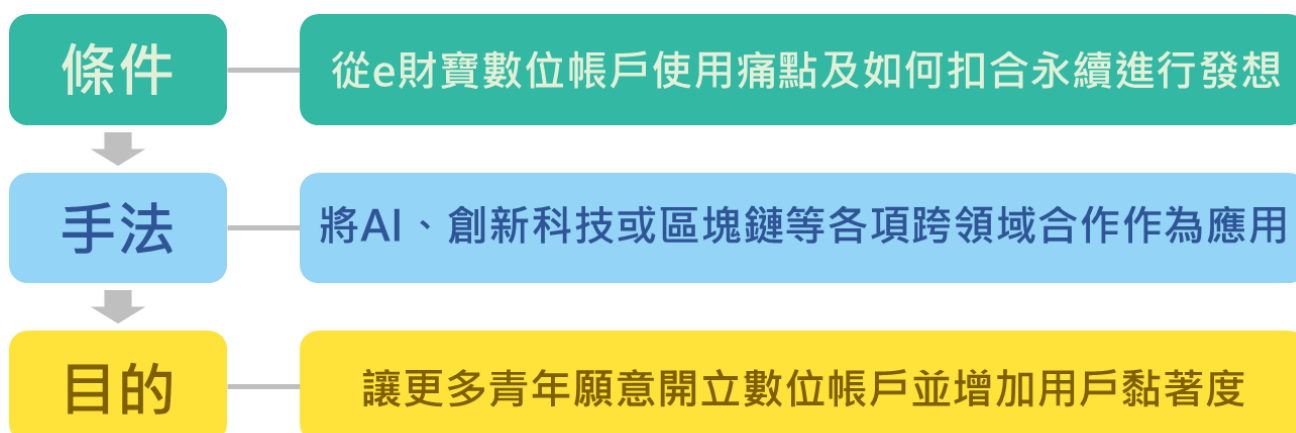 條件
從e財寶數位帳戶使用痛點及如何扣合永續進行發想
手法
將AI、創新科技或區塊鏈等各項跨領域合作作為應用
目的
讓更多青年願意開立數位帳戶並增加用戶黏著度